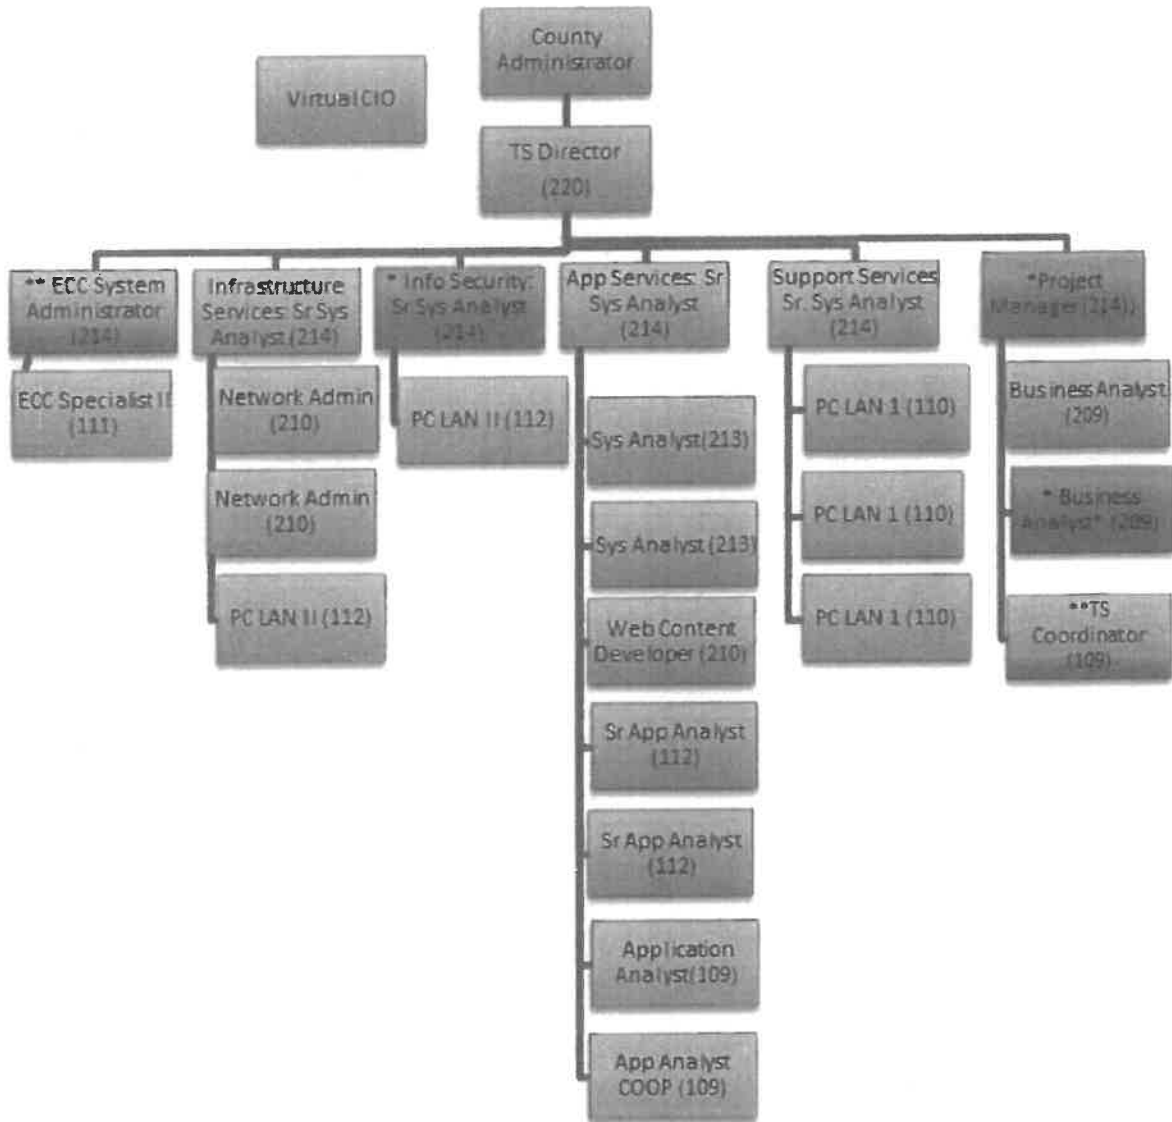 County
Administrator
Virtual CIO
TS Director
(220)
** ECC System
Administrator
(214)
Infrastructure
Services: Sr Sys
Analyst (214)
* Info Security:
Sr Sys Analyst
(214)
App Services: Sr
Sys Analyst
(214)
Support Services
Sr. Sys Analyst
(214)
*Project
Manager (214))
ECC Specialist II
(111)
Network Admin
(210)
Network Admin
(210)
PC LAN II (112)
PC LAN II (112)
Sys Analyst (213)
Sys Analyst (213)
Web Content
Developer (210)
Sr App Analyst
(112)
Sr App Analyst
(112)
Application
Analyst(109)
App Analyst
COOP (109)
PC LAN 1 (110)
PC LAN 1 (110)
PC LAN 1 (110)
Business Analyst
(209)
* Business
Analyst* (209)
**TS
Coordinator
(109)